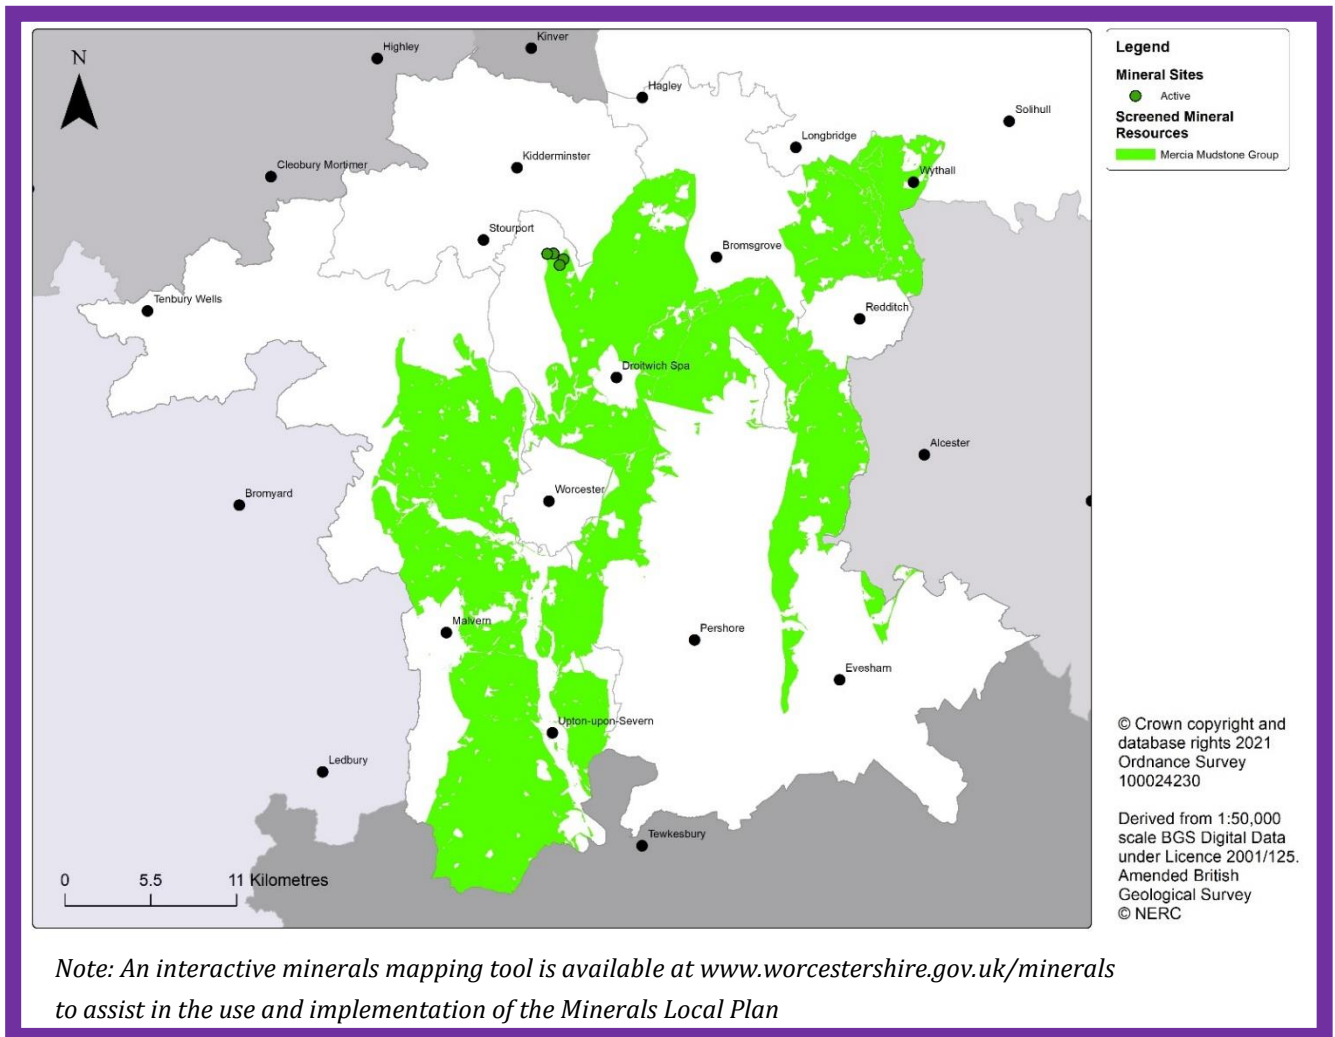 N
Highley
Kinver
Hagley
Solihull
Longbridge
Kidderminster
Cleobury Mortimer
Wythall
Stourport
Bromsgrove
Tenbury Wells
Redditch
Droitwich Spa
Alcester
Bromyard
Worcester
Malvern
Pershore
Evesham
Upton-upon-Severn
Ledbury
Tewkesbury
0 5.5 11 Kilometres
Legend
Mineral Sites
Active
Screened Mineral
Resources
Mercia Mudstone Group
© Crown copyright and
database rights 2021
Ordnance Survey
100024230
Derived from 1:50,000
scale BGS Digital Data
under Licence 2001/125.
Amended British
Geological Survey
© NERC
Note: An interactive minerals mapping tool is available at www.worcestershire.gov.uk/minerals
to assist in the use and implementation of the Minerals Local Plan